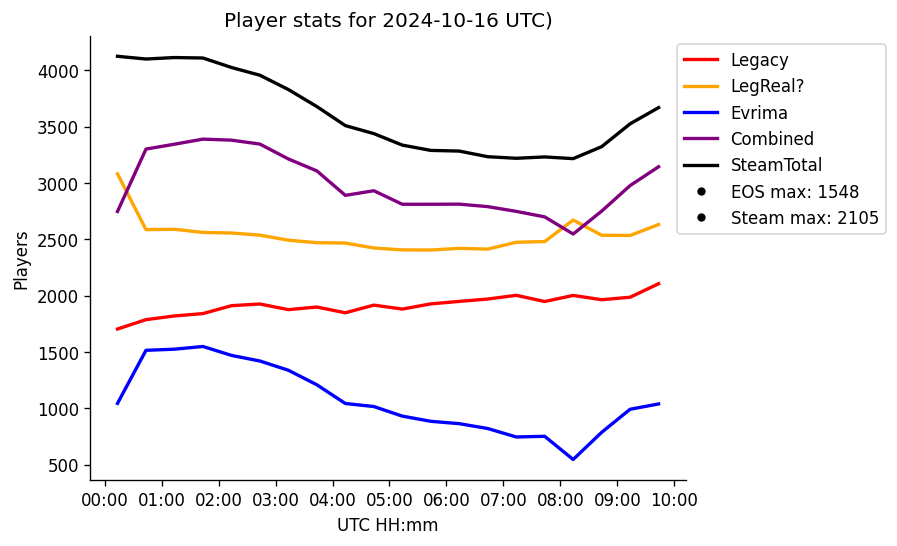 Player stats for 2024-10-16 UTC)
Players
4000
3500
3000
2500
2000
1500
1000
500
00:00 01:00 02:00 03:00 04:00 05:00 06:00 07:00 08:00 09:00 10:00
UTC HH:mm
Legacy
LegReal?
Evrima
Combined
SteamTotal
EOS max: 1548
Steam max: 2105